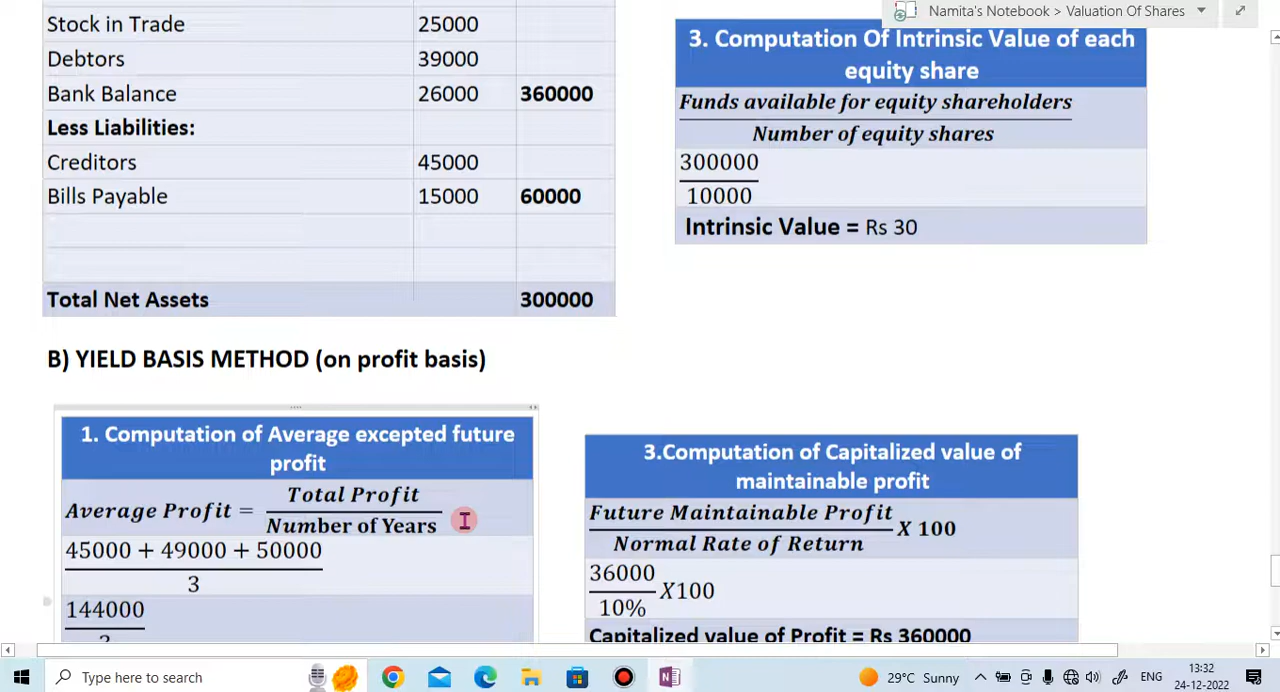 Namita's Notebook > Valuation Of Shares
Stock in Trade 25000
Debtors 39000
Bank Balance 26000 360000
Less Liabilities:
Creditors 45000
Bills Payable 15000 60000
Total Net Assets 300000
3. Computation Of Intrinsic Value of each
equity share
Funds available for equity shareholders
Number of equity shares
300000
10000
Intrinsic Value = Rs 30
B) YIELD BASIS METHOD (on profit basis)
1. Computation of Average excepted future
profit
Average Profit = Total Profit
Number of Years
45000 + 49000 + 50000
3
144000
3.Computation of Capitalized value of
maintainable profit
Future Maintainable Profit X 100
Normal Rate of Return
36000 X100
10%
Capitalized value of Profit = Rs 360000
Type here to search
29°C Sunny
ENG
13:32
24-12-2022